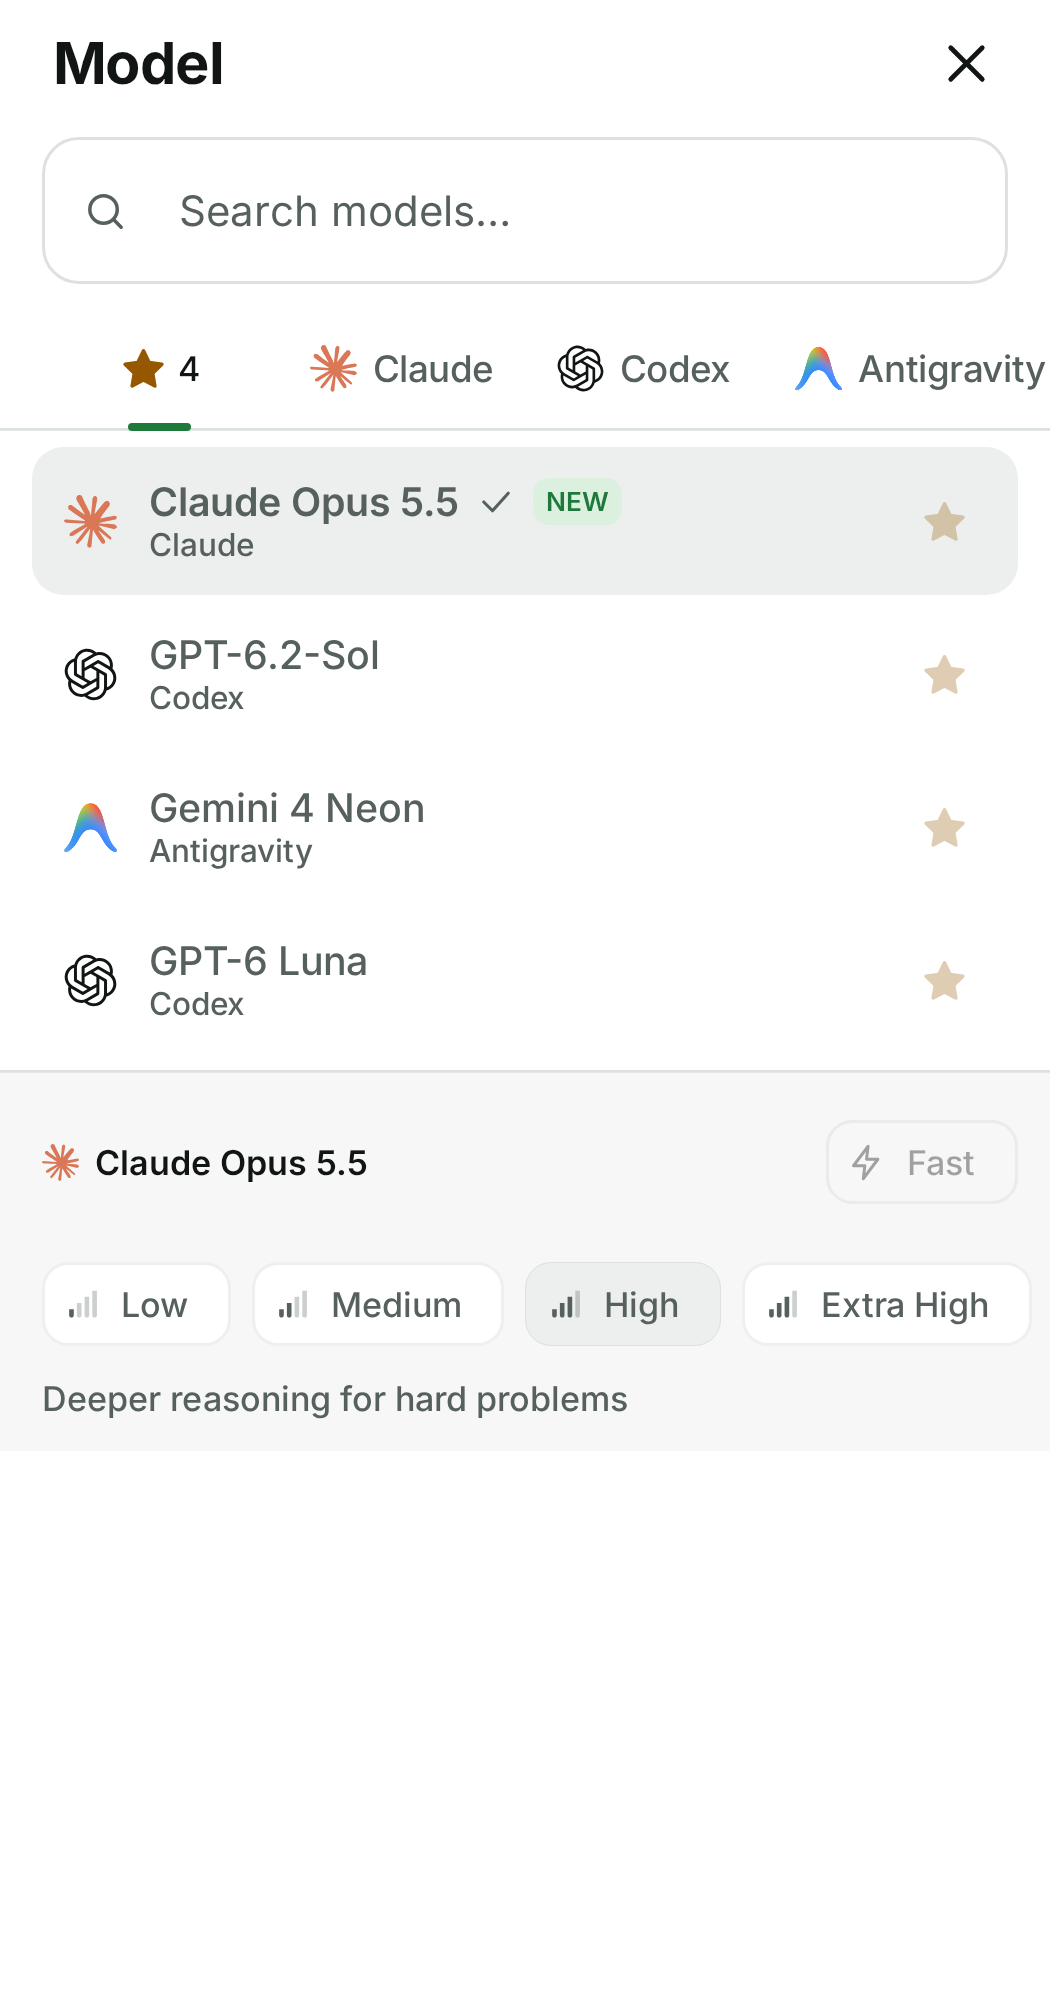 Model
Search models...
4
Claude
Codex
Antigravity
Claude Opus 5.5 NEW
Claude
GPT-6.2-Sol
Codex
Gemini 4 Neon
Antigravity
GPT-6 Luna
Codex
Claude Opus 5.5
Fast
Low
Medium
High
Extra High
Deeper reasoning for hard problems